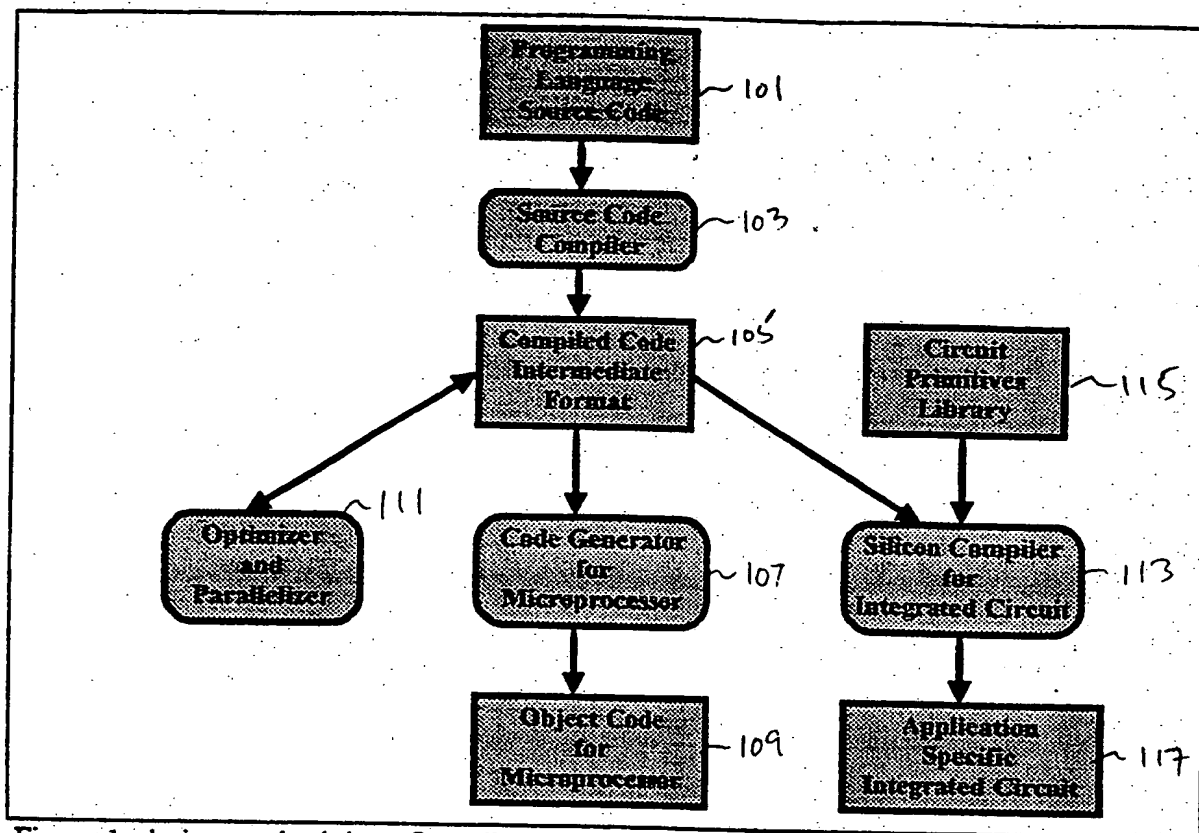 Programming
Language
Source Code
101
Source Code
Compiler
103
Compiled Code
Intermediate
Format
105
Circuit
Primitives
Library
115
111
Optimizer
and
Parallelizer
Code Generator
for
Microprocessor
107
Silicon Compiler
for
Integrated Circuit
113
Object Code
for
Microprocessor
109
Application
Specific
Integrated Circuit
117